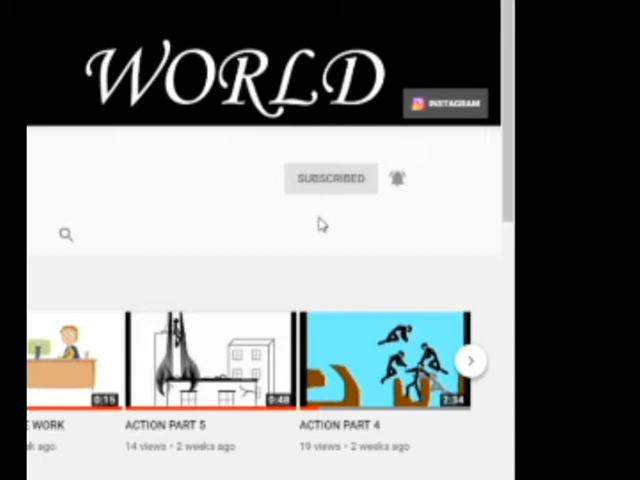 WORLD
INSTAGRAM
SUBSCRIBED
0:15
0:48
2:34
WORK
ACTION PART 5
ACTION PART 4
ago
14 views • 2 weeks ago
19 views • 2 weeks ago